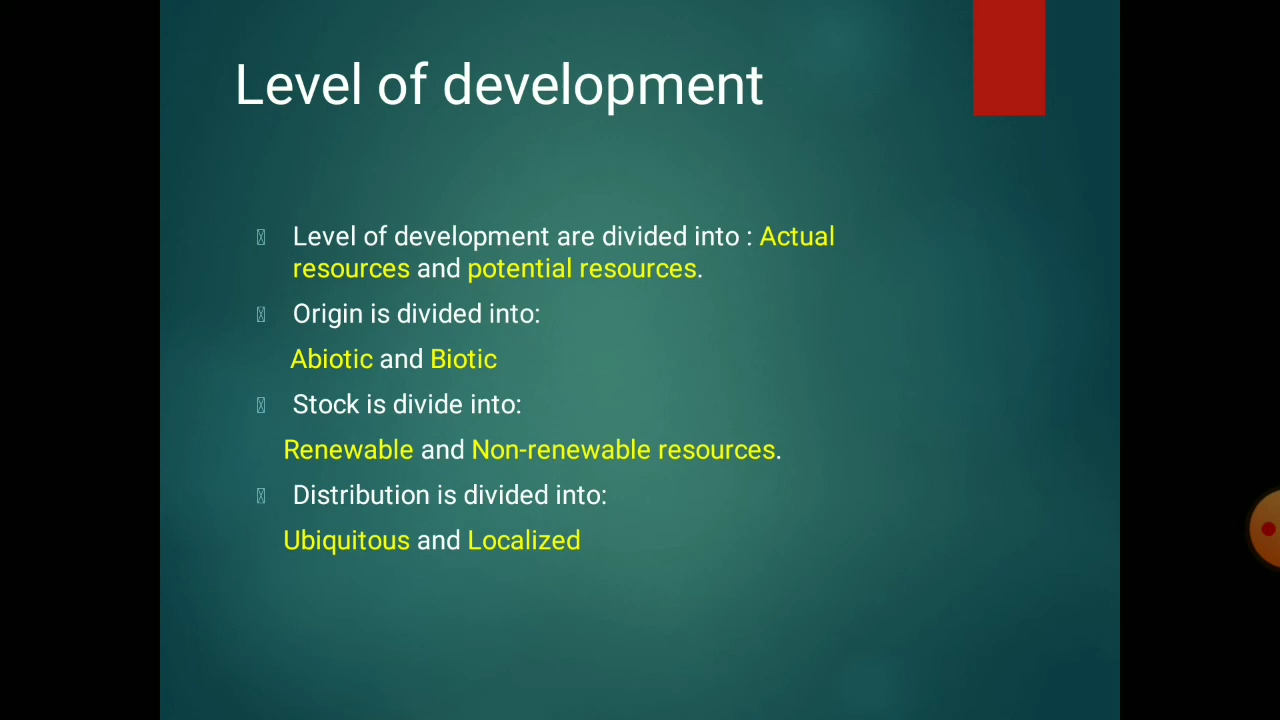 Level of development
Level of development are divided into : Actual
resources and potential resources.
Origin is divided into:
Abiotic and Biotic
Stock is divide into:
Renewable and Non-renewable resources.
Distribution is divided into:
Ubiquitous and Localized